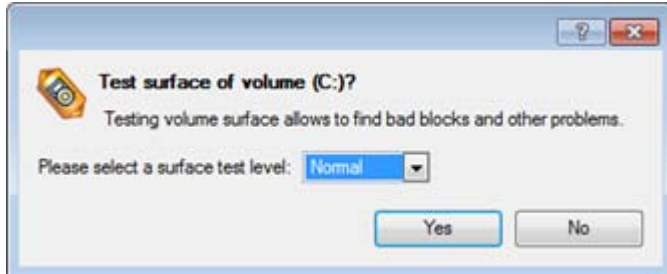 Test surface of volume (C:)?
Testing volume surface allows to find bad blocks and other problems.
Please select a surface test level: Normal
Yes No